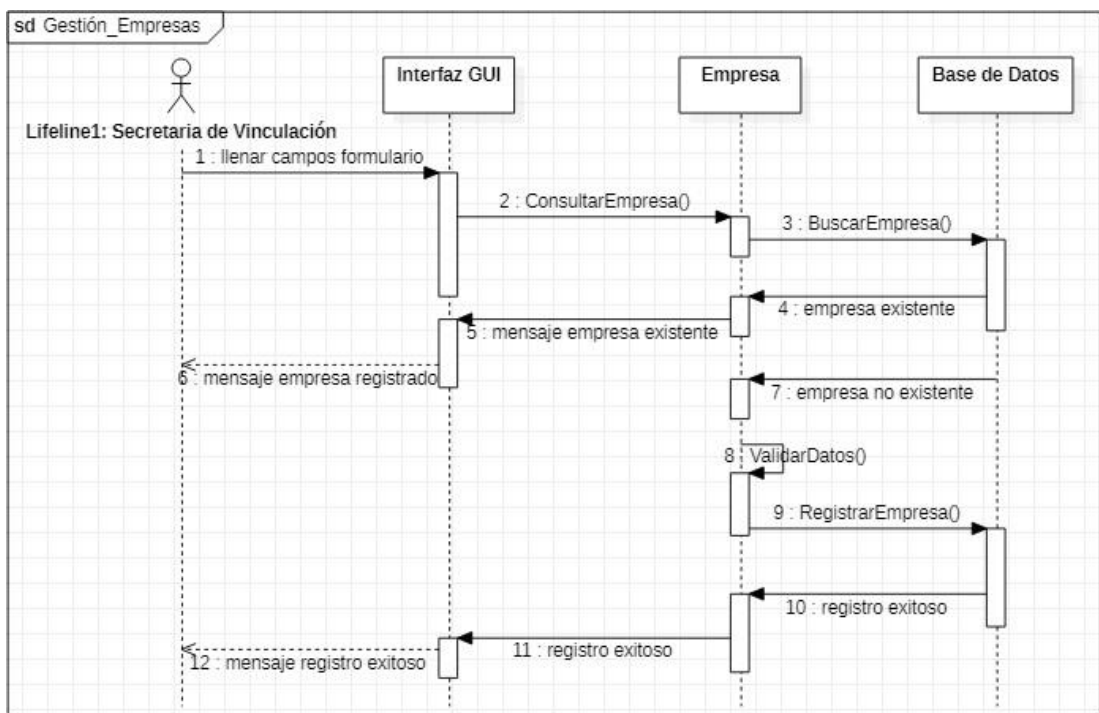 sd Gestión_Empresas
Interfaz GUI
Empresa
Base de Datos
Lifeline1: Secretaria de Vinculación
1 : llenar campos formulario
2 : ConsultarEmpresa()
3 : BuscarEmpresa()
4 : empresa existente
5 : mensaje empresa existente
6 : mensaje empresa registrado
7 : empresa no existente
8 : ValidarDatos()
9 : RegistrarEmpresa()
10 : registro exitoso
11 : registro exitoso
12 : mensaje registro exitoso